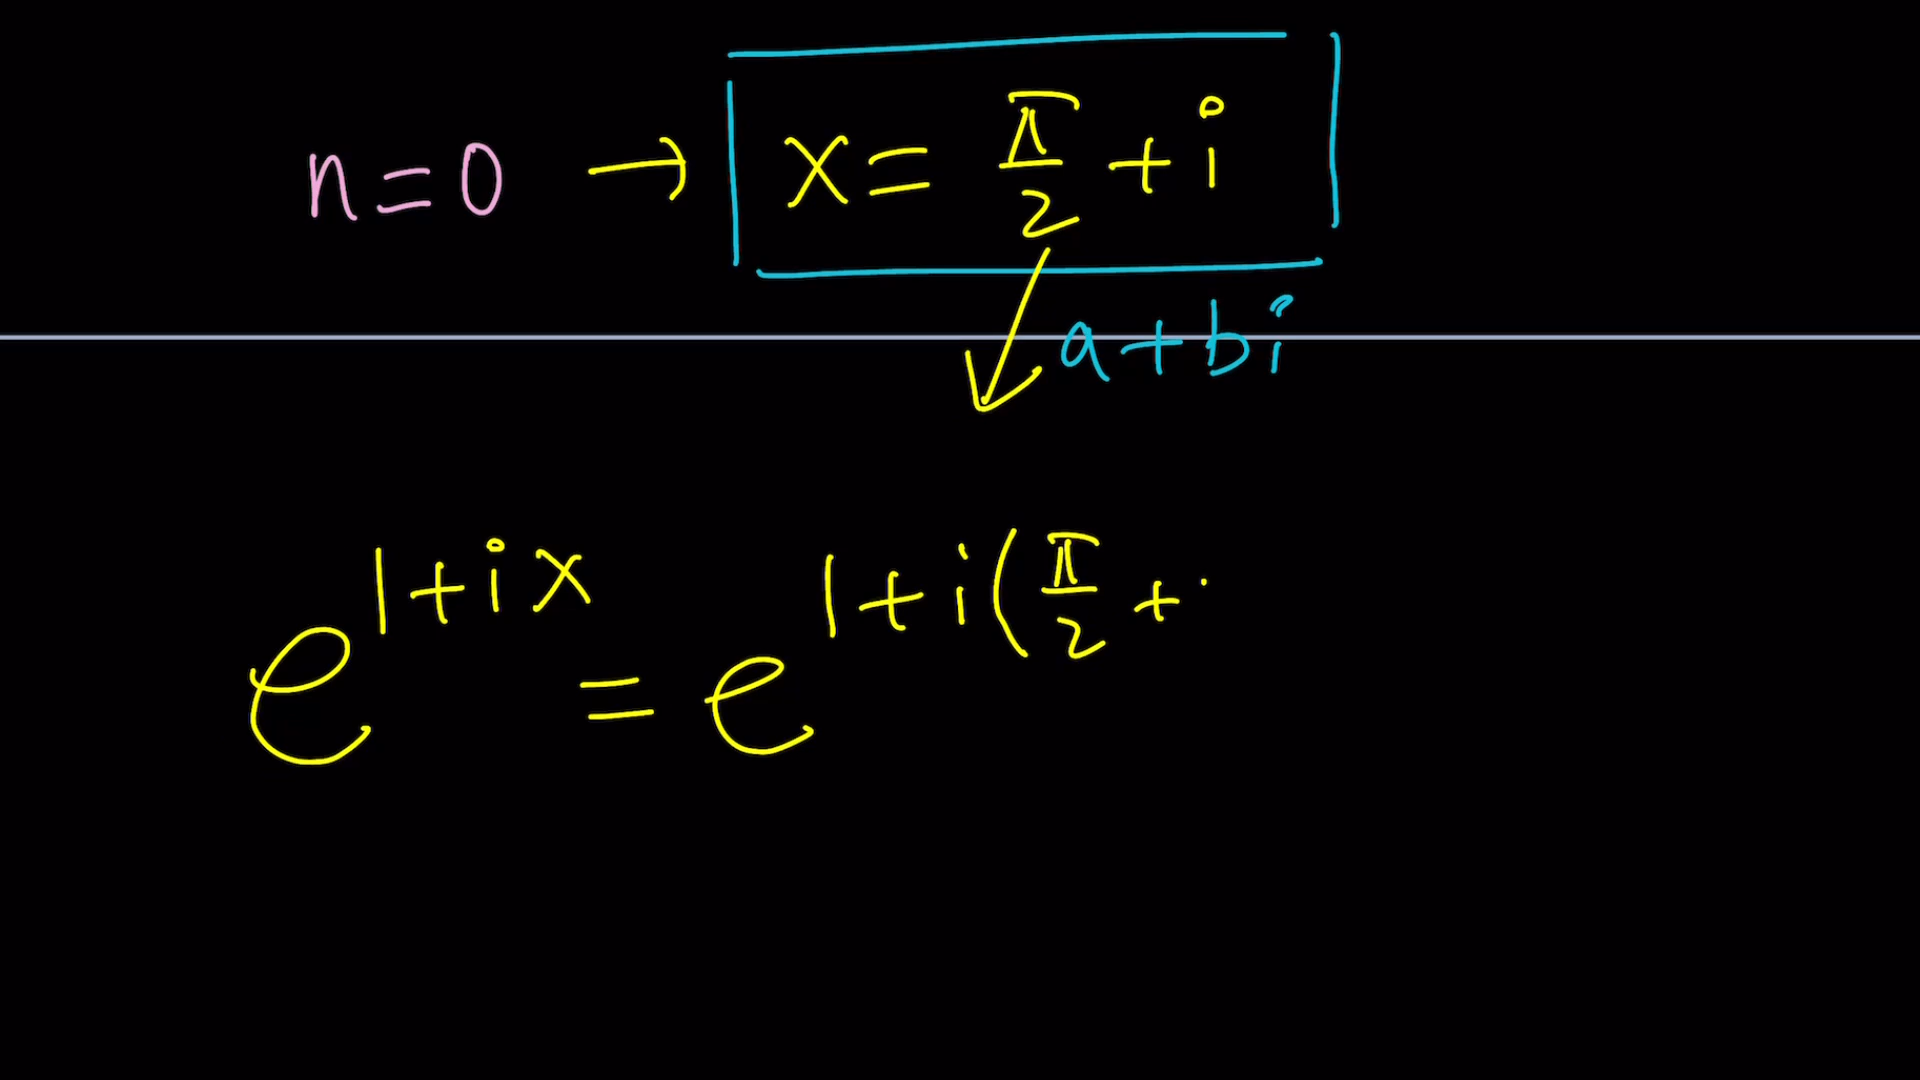 n=0 → x= π/2 +i
a+bi
e^{1+ix} = e^{1+i(π/2 +